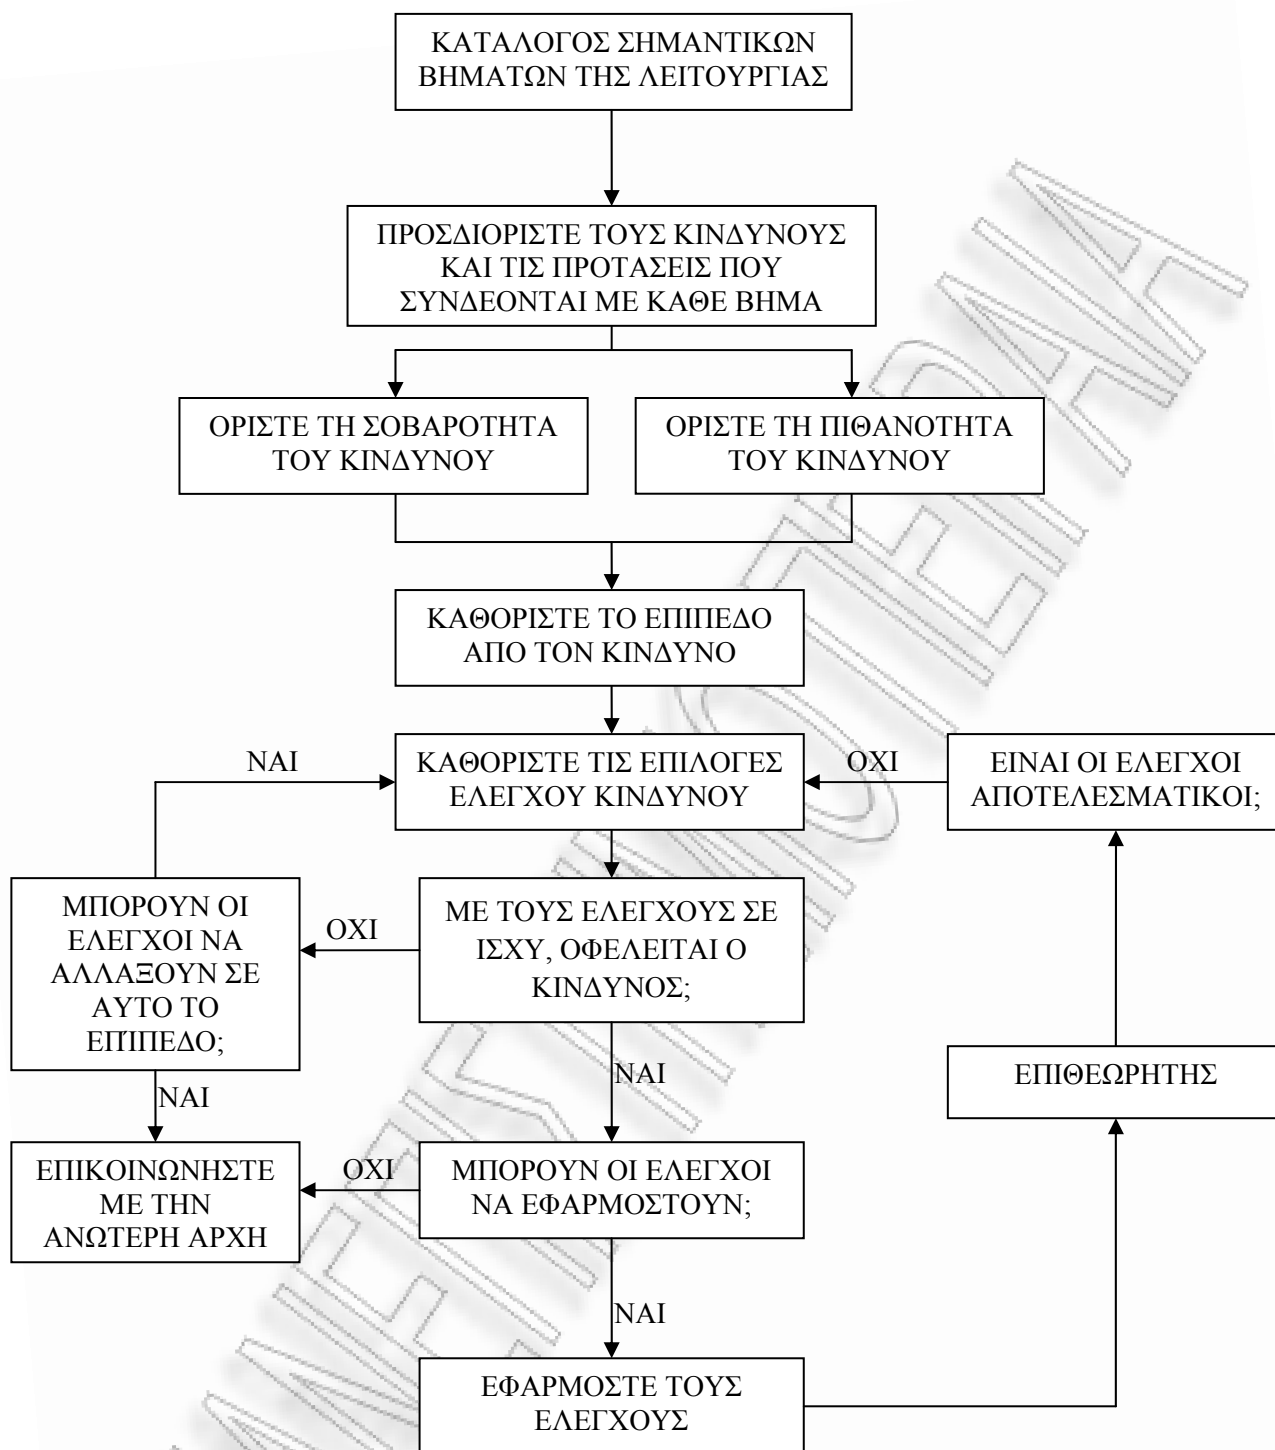 ΚΑΤΑΛΟΓΟΣ ΣΗΜΑΝΤΙΚΩΝ
ΒΗΜΑΤΩΝ ΤΗΣ ΛΕΙΤΟΥΡΓΙΑΣ
ΠΡΟΣΔΙΟΡΙΣΤΕ ΤΟΥΣ ΚΙΝΔΥΝΟΥΣ
ΚΑΙ ΤΙΣ ΠΡΟΤΑΣΕΙΣ ΠΟΥ
ΣΥΝΔΕΟΝΤΑΙ ΜΕ ΚΑΘΕ ΒΗΜΑ
ΟΡΙΣΤΕ ΤΗ ΣΟΒΑΡΟΤΗΤΑ
ΤΟΥ ΚΙΝΔΥΝΟΥ
ΟΡΙΣΤΕ ΤΗ ΠΙΘΑΝΟΤΗΤΑ
ΤΟΥ ΚΙΝΔΥΝΟΥ
ΚΑΘΟΡΙΣΤΕ ΤΟ ΕΠΙΠΕΔΟ
ΑΠΟ ΤΟΝ ΚΙΝΔΥΝΟ
ΝΑΙ
ΚΑΘΟΡΙΣΤΕ ΤΙΣ ΕΠΙΛΟΓΕΣ
ΕΛΕΓΧΟΥ ΚΙΝΔΥΝΟΥ
ΟΧΙ
ΕΙΝΑΙ ΟΙ ΕΛΕΓΧΟΙ
ΑΠΟΤΕΛΕΣΜΑΤΙΚΟΙ;
ΜΠΟΡΟΥΝ ΟΙ
ΕΛΕΓΧΟΙ ΝΑ
ΑΛΛΑΞΟΥΝ ΣΕ
ΑΥΤΟ ΤΟ
ΕΠΊΠΕΔΟ;
ΟΧΙ
ΜΕ ΤΟΥΣ ΕΛΕΓΧΟΥΣ ΣΕ
ΙΣΧΥ, ΟΦΕΛΕΙΤΑΙ Ο
ΚΙΝΔΥΝΟΣ;
ΝΑΙ
ΕΠΙΘΕΩΡΗΤΗΣ
ΝΑΙ
ΕΠΙΚΟΙΝΩΝΗΣΤΕ
ΜΕ ΤΗΝ
ΑΝΩΤΕΡΗ ΑΡΧΗ
ΟΧΙ
ΜΠΟΡΟΥΝ ΟΙ ΕΛΕΓΧΟΙ
ΝΑ ΕΦΑΡΜΟΣΤΟΥΝ;
ΝΑΙ
ΕΦΑΡΜΟΣΤΕ ΤΟΥΣ
ΕΛΕΓΧΟΥΣ